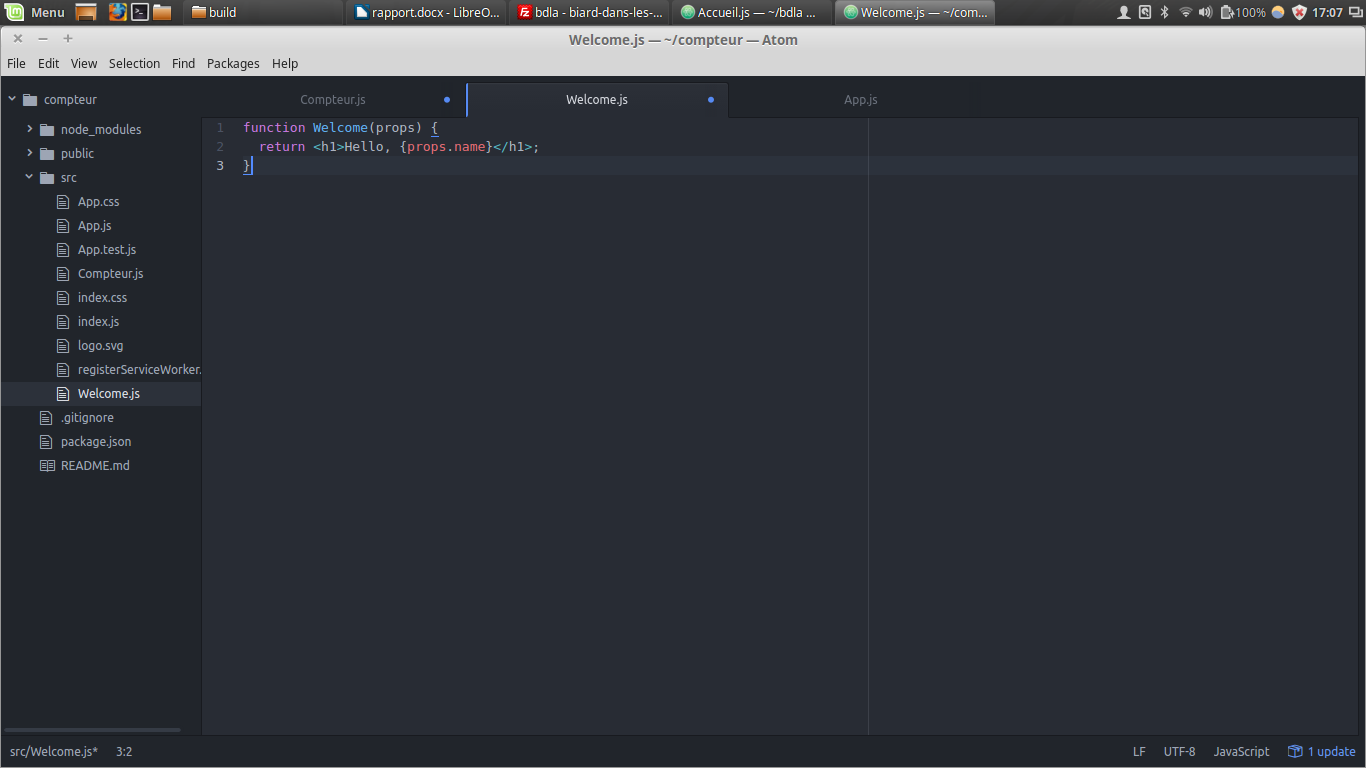 Menu build rapport.docx - LibreO... bdla - biard-dans-les-... Accueil.js — ~/bdla ... Welcome.js — ~/com... 100% 17:07
Welcome.js — ~/compteur — Atom
File Edit View Selection Find Packages Help
compteur
node_modules
public
src
App.css
App.js
App.test.js
Compteur.js
index.css
index.js
logo.svg
registerServiceWorker.
Welcome.js
.gitignore
package.json
README.md
Compteur.js Welcome.js App.js
1 function Welcome(props) {
2 return <h1>Hello, {props.name}</h1>;
3 }
src/Welcome.js* 3:2 LF UTF-8 JavaScript 1 update